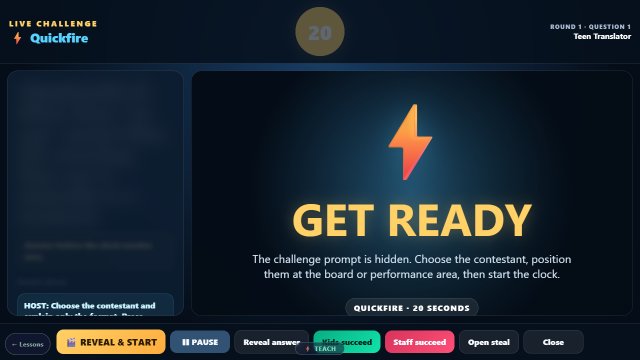 LIVE CHALLENGE
Quickfire
20
ROUND 1 · QUESTION 1
Teen Translator
GET READY
The challenge prompt is hidden. Choose the contestant, position
them at the board or performance area, then start the clock.
QUICKFIRE · 20 SECONDS
HOST: Choose the contestant and
← Lessons
REVEAL & START
PAUSE
Reveal answer
Kids succeed
Staff succeed
Open steal
Close
TEACH